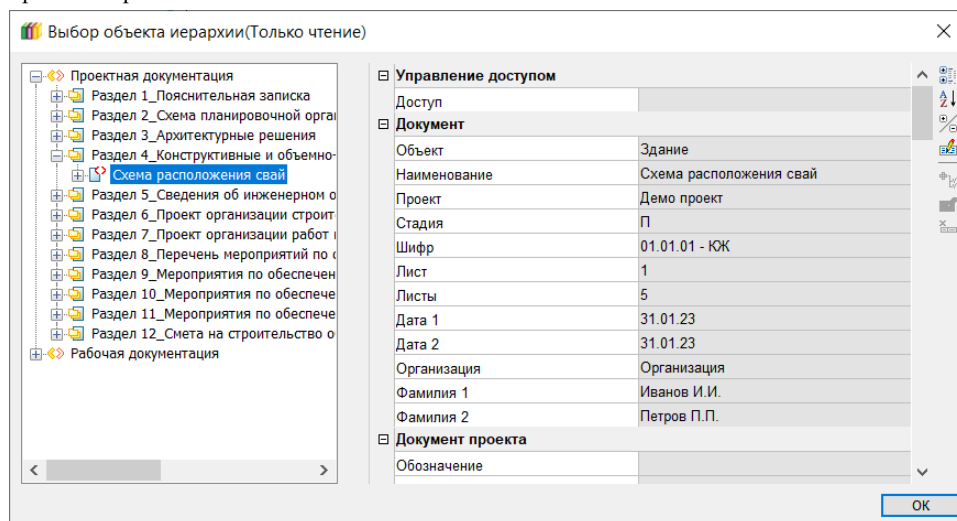 Выбор объекта иерархии(Только чтение)
Проектная документация
Раздел 1_Пояснительная записка
Раздел 2_Схема планировочной орган
Раздел 3_Архитектурные решения
Раздел 4_Конструктивные и объемно-
Схема расположения свай
Раздел 5_Сведения об инженерном о
Раздел 6_Проект организации строит
Раздел 7_Проект организации работ
Раздел 8_Перечень мероприятий по
Раздел 9_Мероприятия по обеспечен
Раздел 10_Мероприятия по обеспече
Раздел 11_Мероприятия по обеспече
Раздел 12_Смета на строительство о
Рабочая документация
Управление доступом
Доступ
Документ
Объект Здание
Наименование Схема расположения свай
Проект Демо проект
Стадия П
Шифр 01.01.01 - КЖ
Лист 1
Листы 5
Дата 1 31.01.23
Дата 2 31.01.23
Организация Организация
Фамилия 1 Иванов И.И.
Фамилия 2 Петров П.П.
Документ проекта
Обозначение
ОК